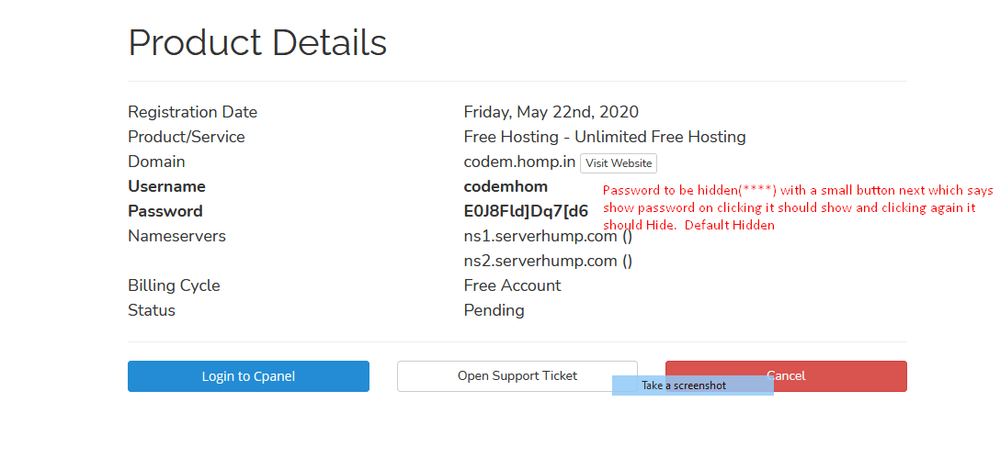 Product Details
Registration Date Friday, May 22nd, 2020
Product/Service Free Hosting - Unlimited Free Hosting
Domain codem.homp.in Visit Website
Username codemhom
Password E0J8Fld]Dq7[d6
Password to be hidden(****) with a small button next which says
show password on clicking it should show and clicking again it
should Hide. Default Hidden
Nameservers ns1.serverhump.com ()
ns2.serverhump.com ()
Billing Cycle Free Account
Status Pending
Login to Cpanel Open Support Ticket Cancel
Take a screenshot